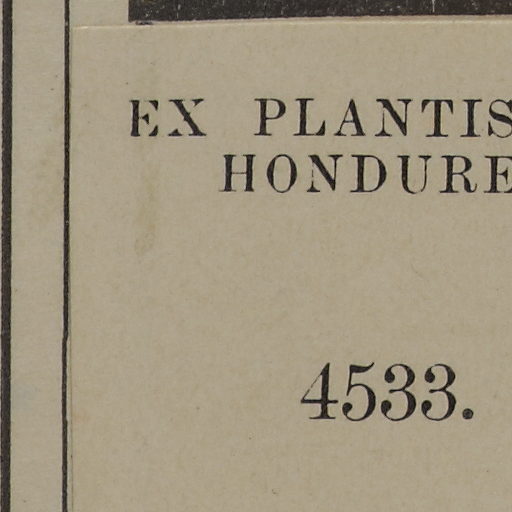 EX PLANTIS
HONDURE
4533.